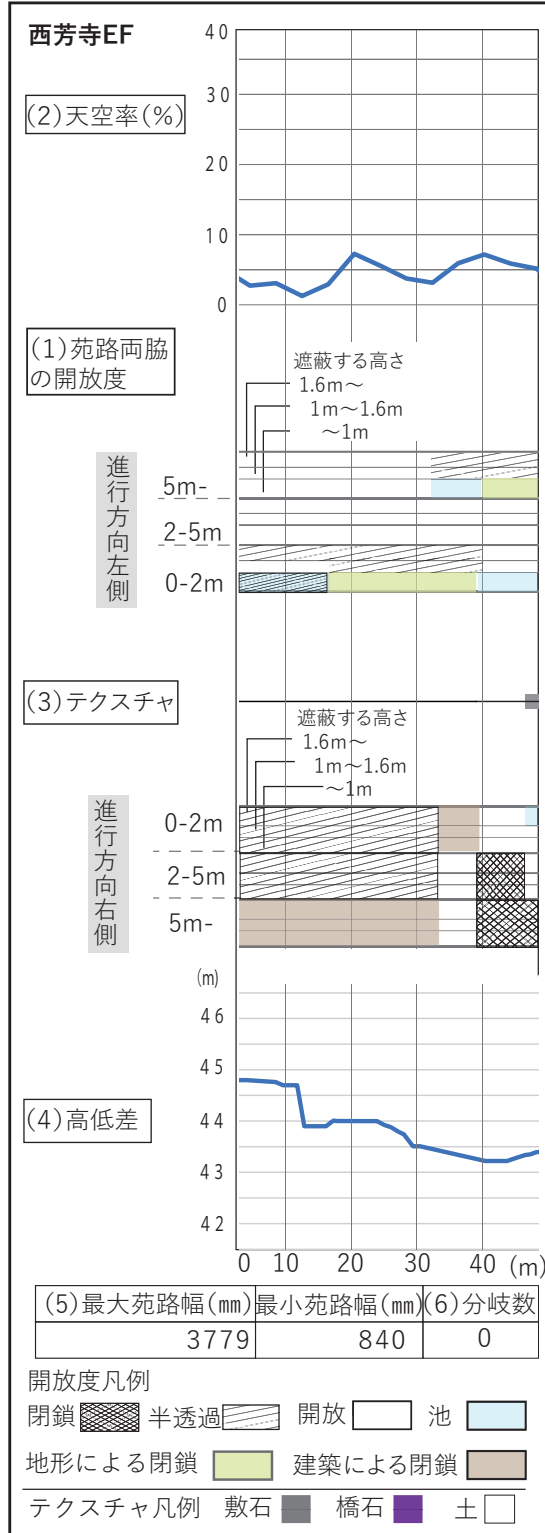 西芳寺EF
(2)天空率(%)
40
30
20
10
0
(1)苑路両脇
の開放度
遮蔽する高さ
1.6m〜
1m〜1.6m
〜1m
進行方向左側
5m-
2-5m
0-2m
(3)テクスチャ
遮蔽する高さ
1.6m〜
1m〜1.6m
〜1m
進行方向右側
0-2m
2-5m
5m-
(m)
46
45
44
43
42
(4)高低差
0 10 20 30 40 (m)
(5)最大苑路幅(㎜) 最小苑路幅(㎜) (6)分岐数
3779 840 0
開放度凡例
閉鎖 半透過 開放 池
地形による閉鎖 建築による閉鎖
テクスチャ凡例 敷石 橋石 土